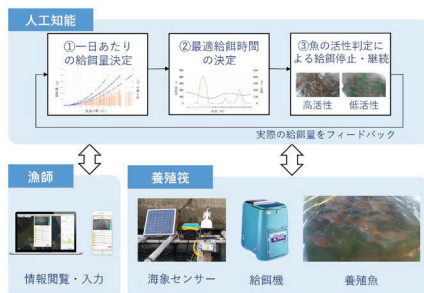 人工知能
①一日あたり
の給餌量決定
②最適給餌時間
の決定
③魚の活性判定に
よる給餌停止・継続
高活性
低活性
実際の給餌量をフィードバック
漁師
情報閲覧・入力
養殖筏
海象センサー
給餌機
養殖魚